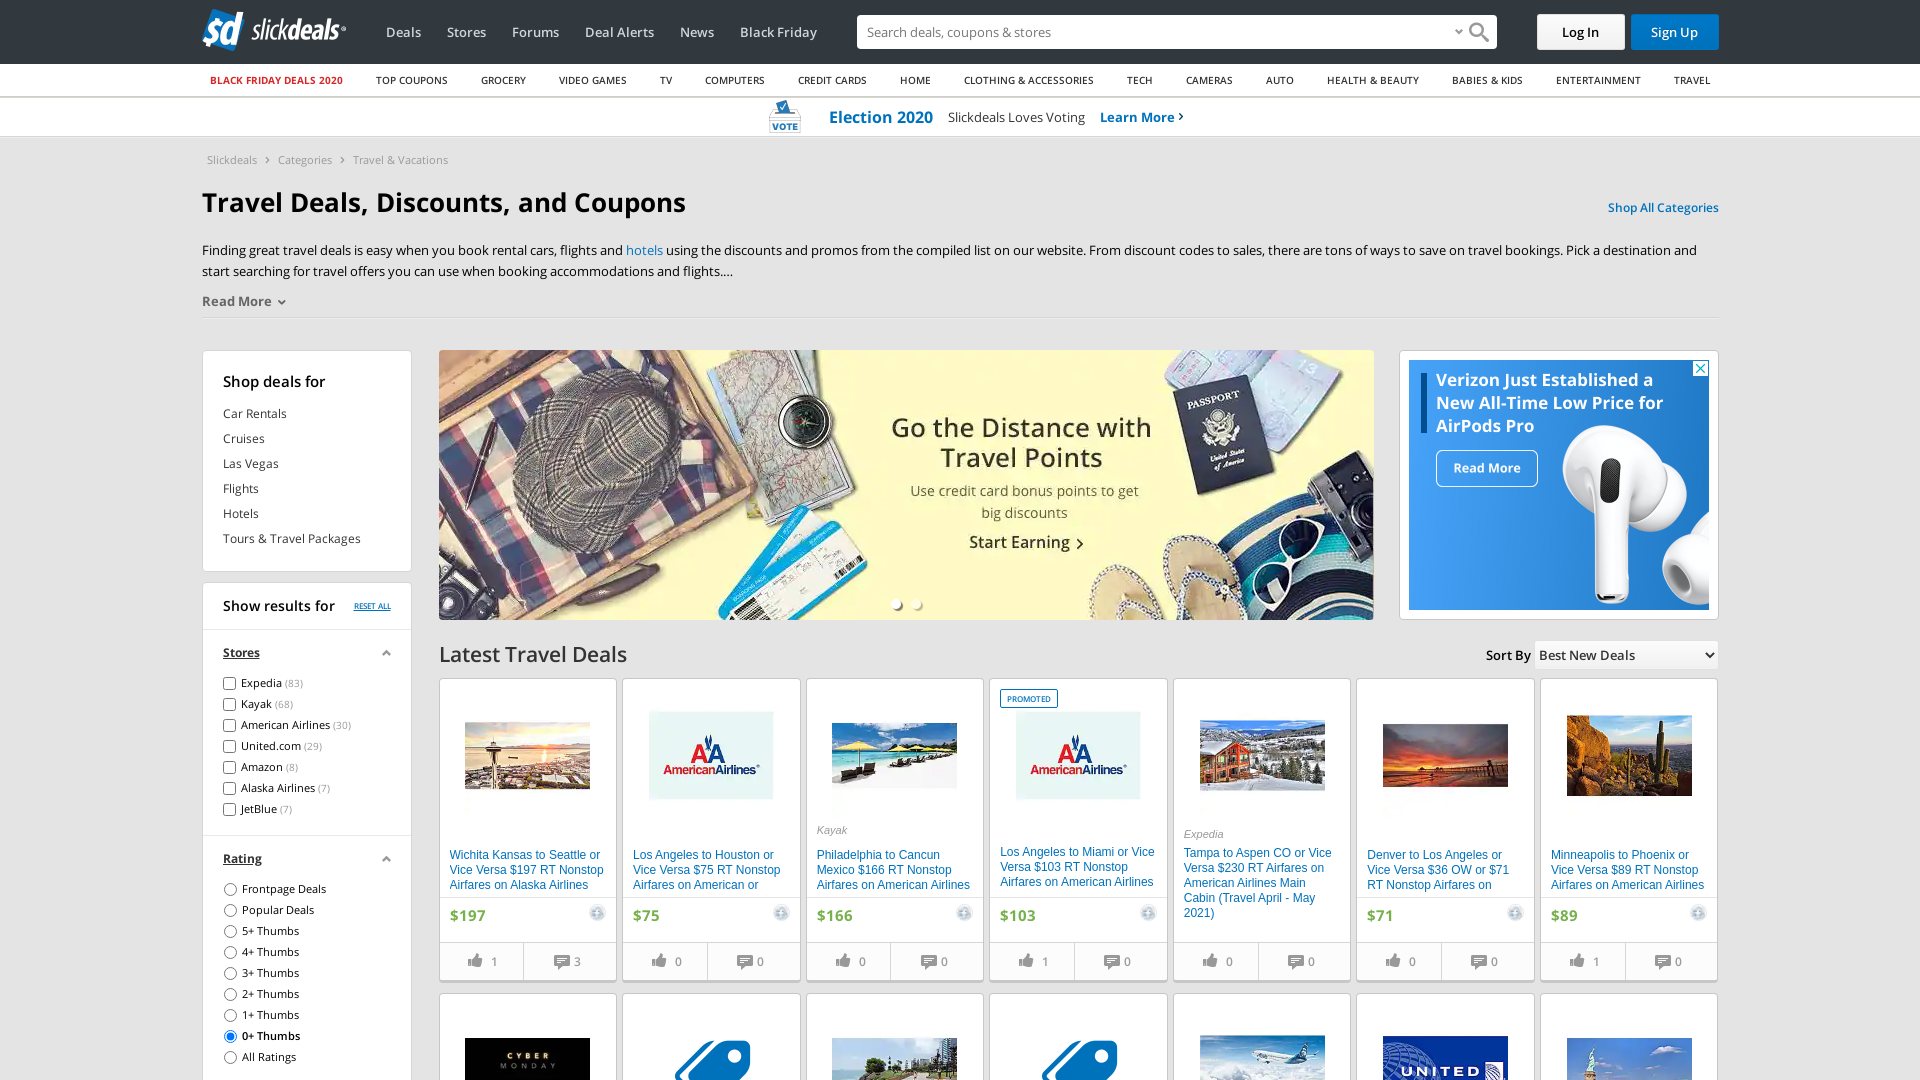 slickdeals
Deals
Stores
Forums
Deal Alerts
News
Black Friday
Search deals, coupons & stores
Log In
Sign Up
BLACK FRIDAY DEALS 2020
TOP COUPONS
GROCERY
VIDEO GAMES
TV
COMPUTERS
CREDIT CARDS
HOME
CLOTHING & ACCESSORIES
TECH
CAMERAS
AUTO
HEALTH & BEAUTY
BABIES & KIDS
ENTERTAINMENT
TRAVEL
VOTE
Election 2020
Slickdeals Loves Voting
Learn More
Slickdeals
Categories
Travel & Vacations
Travel Deals, Discounts, and Coupons
Shop All Categories
Finding great travel deals is easy when you book rental cars, flights and hotels using the discounts and promos from the compiled list on our website. From discount codes to sales, there are tons of ways to save on travel bookings. Pick a destination and
start searching for travel offers you can use when booking accommodations and flights....
Read More
Shop deals for
Car Rentals
Cruises
Las Vegas
Flights
Hotels
Tours & Travel Packages
Show results for
RESET ALL
Stores
Expedia (83)
Kayak (68)
American Airlines (30)
United.com (29)
Amazon (8)
Alaska Airlines (7)
JetBlue (7)
Rating
Frontpage Deals
Popular Deals
5+ Thumbs
4+ Thumbs
3+ Thumbs
2+ Thumbs
1+ Thumbs
0+ Thumbs
All Ratings
Go the Distance with
Travel Points
Use credit card bonus points to get
big discounts
Start Earning
PASSPORT
United States
of America
Verizon Just Established a
New All-Time Low Price for
AirPods Pro
Read More
Latest Travel Deals
Sort By
Best New Deals
Wichita Kansas to Seattle or
Vice Versa $197 RT Nonstop
Airfares on Alaska Airlines
$197
1
3
AmericanAirlines
Los Angeles to Houston or
Vice Versa $75 RT Nonstop
Airfares on American or
$75
0
0
Kayak
Philadelphia to Cancun
Mexico $166 RT Nonstop
Airfares on American Airlines
$166
0
0
PROMOTED
AmericanAirlines
Los Angeles to Miami or Vice
Versa $103 RT Nonstop
Airfares on American Airlines
$103
1
0
Expedia
Tampa to Aspen CO or Vice
Versa $230 RT Airfares on
American Airlines Main
Cabin (Travel April - May
2021)
0
0
Denver to Los Angeles or
Vice Versa $36 OW or $71
RT Nonstop Airfares on
$71
0
0
Minneapolis to Phoenix or
Vice Versa $89 RT Nonstop
Airfares on American Airlines
$89
1
0
CYBER
MONDAY
UNITED